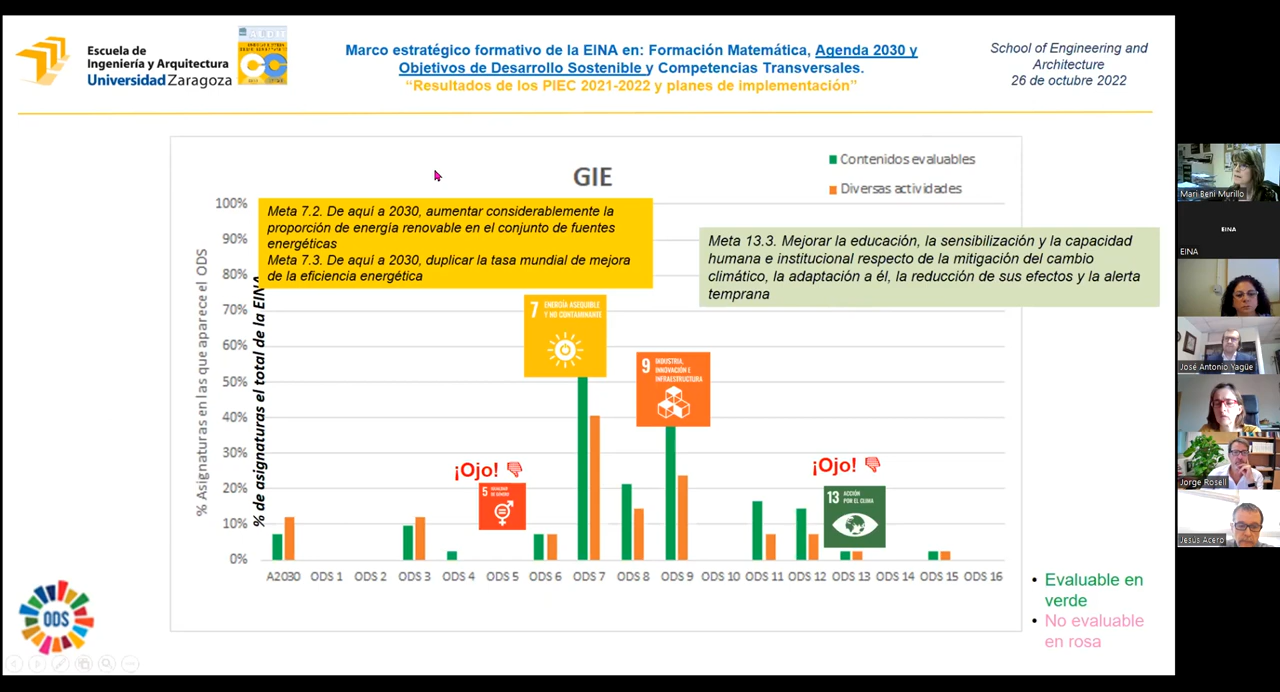 Escuela de
Ingeniería y Arquitectura
Universidad Zaragoza
Marco estratégico formativo de la EINA en: Formación Matemática, Agenda 2030 y
Objetivos de Desarrollo Sostenible y Competencias Transversales.
“Resultados de los PIEC 2021-2022 y planes de implementación”
School of Engineering and
Architecture
26 de octubre 2022
GIE
Contenidos evaluables
Diversas actividades
Meta 7.2. De aquí a 2030, aumentar considerablemente la
proporción de energía renovable en el conjunto de fuentes
energéticas
Meta 7.3. De aquí a 2030, duplicar la tasa mundial de mejora
de la eficiencia energética
Meta 13.3. Mejorar la educación, la sensibilización y la capacidad
humana e institucional respecto de la mitigación del cambio
climático, la adaptación a él, la reducción de sus efectos y la alerta
temprana
% Asignaturas en las que aparece el ODS
% de asignaturas el total de la EINA
100%
90%
80%
70%
60%
50%
40%
30%
20%
10%
0%
7 ENERGÍA ASEQUIBLE
Y NO CONTAMINANTE
9 INDUSTRIA,
INNOVACIÓN E
INFRAESTRUCTURA
¡Ojo!
5 IGUALDAD
DE GÉNERO
¡Ojo!
13 ACCIÓN
POR EL CLIMA
A2030 ODS 1 ODS 2 ODS 3 ODS 4 ODS 5 ODS 6 ODS 7 ODS 8 ODS 9 ODS 10 ODS 11 ODS 12 ODS 13 ODS 14 ODS 15 ODS 16
• Evaluable en
verde
• No evaluable
en rosa
ODS
Mari Beni Murillo
EINA
EINA
José Antonio Yagüe
Jorge Rosell
Jesús Acero